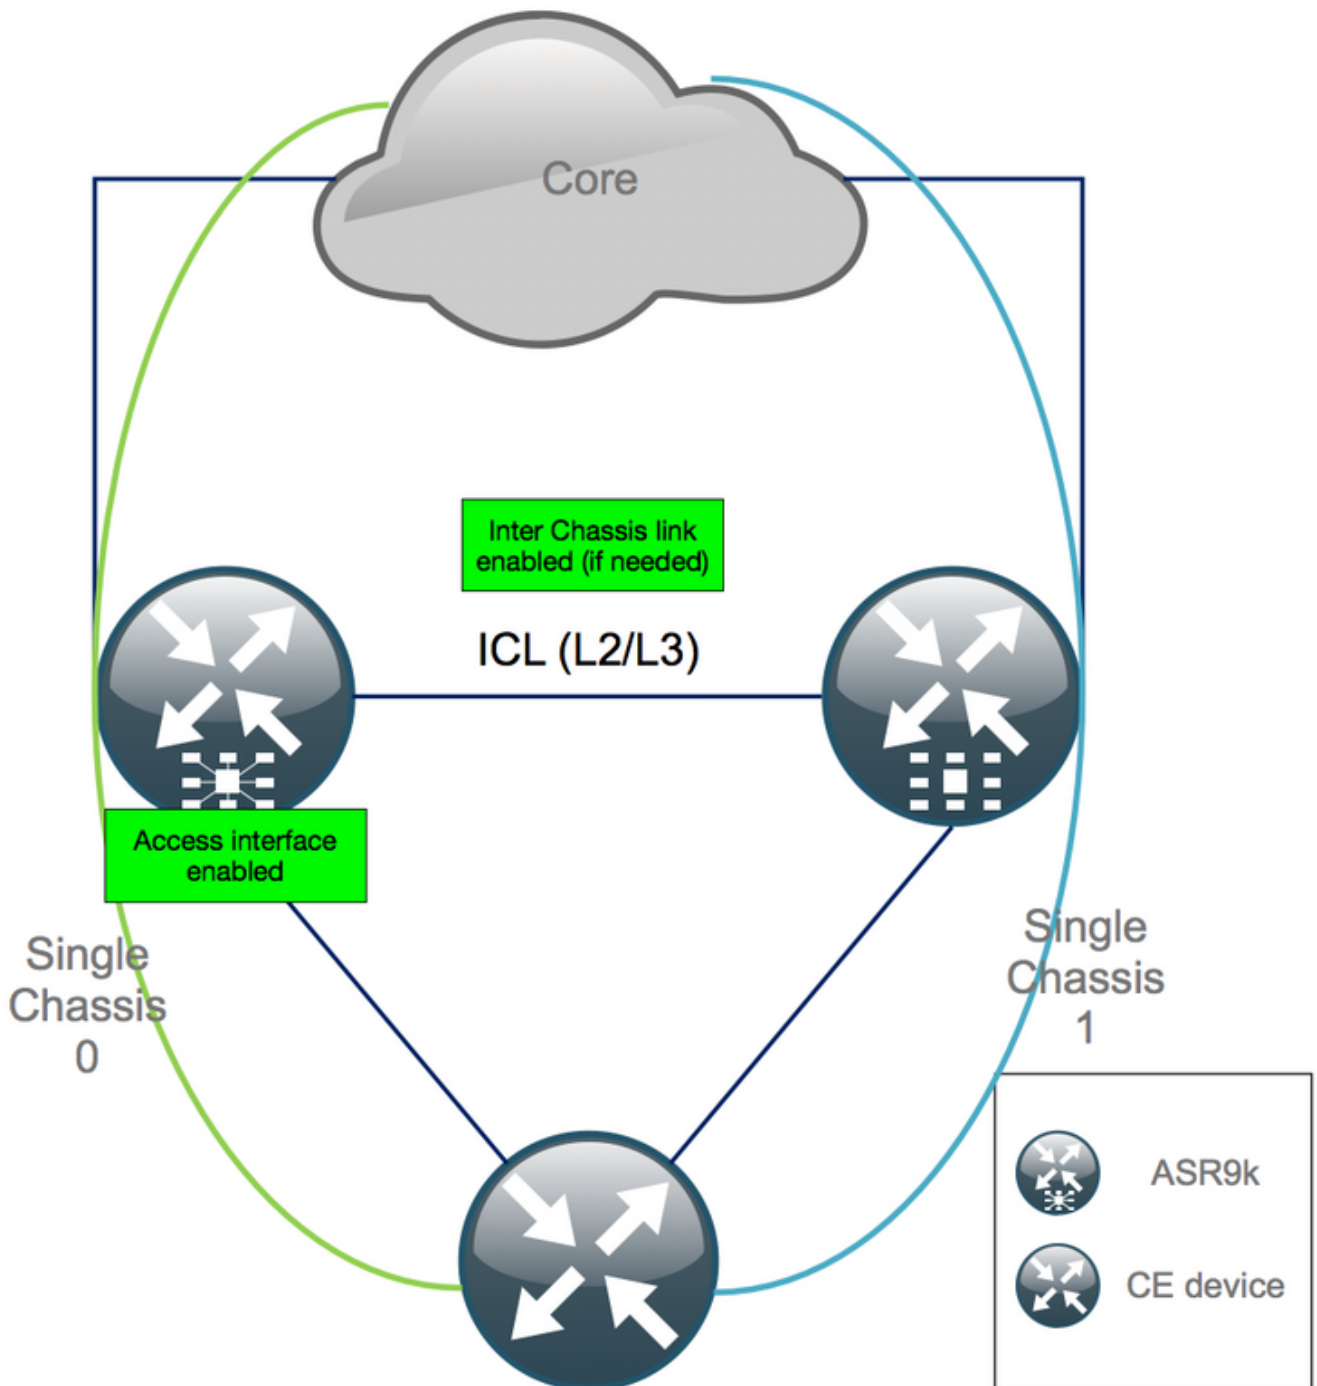 Core
Inter Chassis link
enabled (if needed)
ICL (L2/L3)
Access interface
enabled
Single
Chassis
0
Single
Chassis
1
ASR9k
CE device